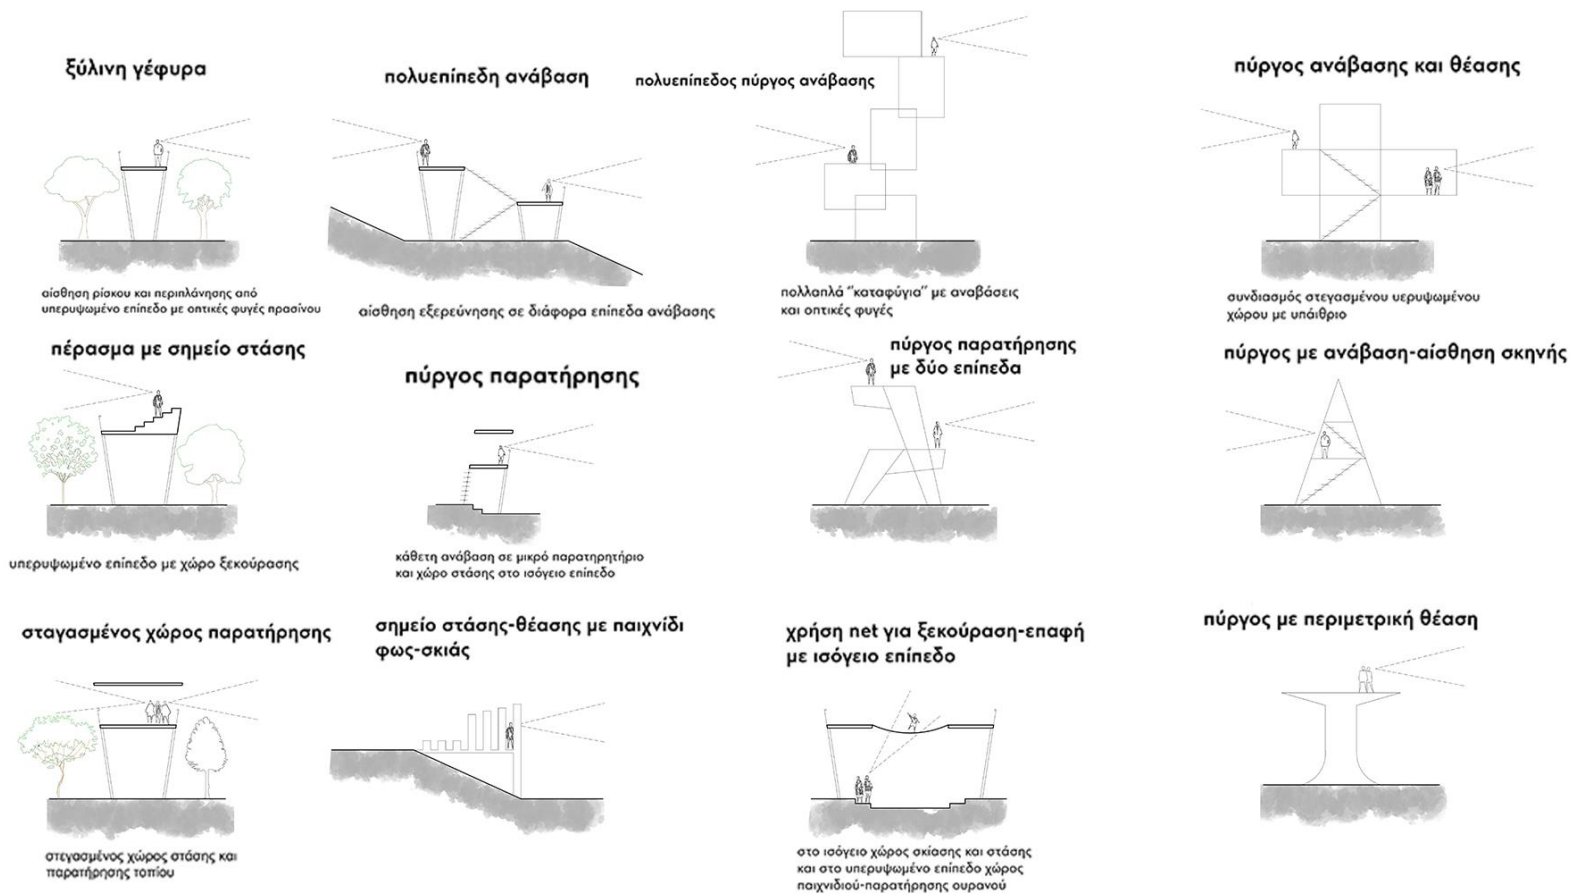 ξύλινη γέφυρα
αίσθηση ρίσκου και περιπλάνησης από
υπερυψωμένο επίπεδο με οπτικές φυγές πρασίνου
πολυεπίπεδη ανάβαση
αίσθηση εξερεύνησης σε διάφορα επίπεδα ανάβασης
πολυεπίπεδος πύργος ανάβασης
πολλαπλά “καταφύγια” με αναβάσεις
και οπτικές φυγές
πύργος ανάβασης και θέασης
συνδιασμός στεγασμένου υερυψωμένου
χώρου με υπαίθριο
πέρασμα με σημείο στάσης
υπερυψωμένο επίπεδο με χώρο ξεκούρασης
πύργος παρατήρησης
κάθετη ανάβαση σε μικρό παρατηρητήριο
και χώρο στάσης στο ισόγειο επίπεδο
πύργος παρατήρησης
με δύο επίπεδα
πύργος με ανάβαση-αίσθηση σκηνής
σταγασμένος χώρος παρατήρησης
στεγασμένος χώρος στάσης και
παρατήρησης τοπίου
σημείο στάσης-θέασης με παιχνίδι
φως-σκιάς
χρήση net για ξεκούραση-επαφή
με ισόγειο επίπεδο
στο ισόγειο χώρος σκίασης και στάσης
και στο υπερυψωμένο επίπεδο χώρος
παιχνιδιού-παρατήρησης ουρανού
πύργος με περιμετρική θέαση